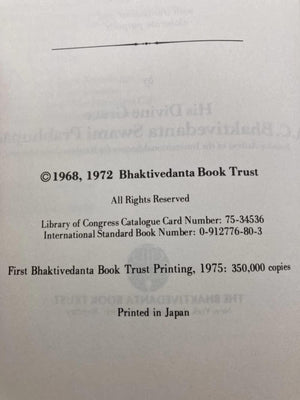 ©1968, 1972 Bhaktivedanta Book Trust
All Rights Reserved
Library of Congress Catalogue Card Number: 75-34536
International Standard Book Number: 0-912776-80-3
First Bhaktivedanta Book Trust Printing, 1975: 350,000 copies
Printed in Japan